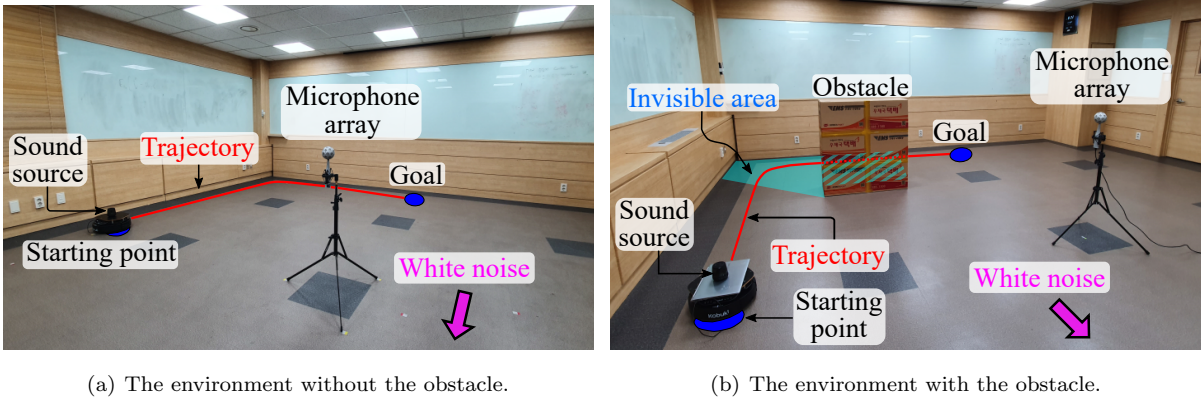 Microphone
array
Sound
source
Trajectory
Goal
Starting point
White noise
(a) The environment without the obstacle.
Invisible area
Obstacle
Microphone
array
Goal
Sound
source
Trajectory
White noise
Kobuki
Starting
point
(b) The environment with the obstacle.